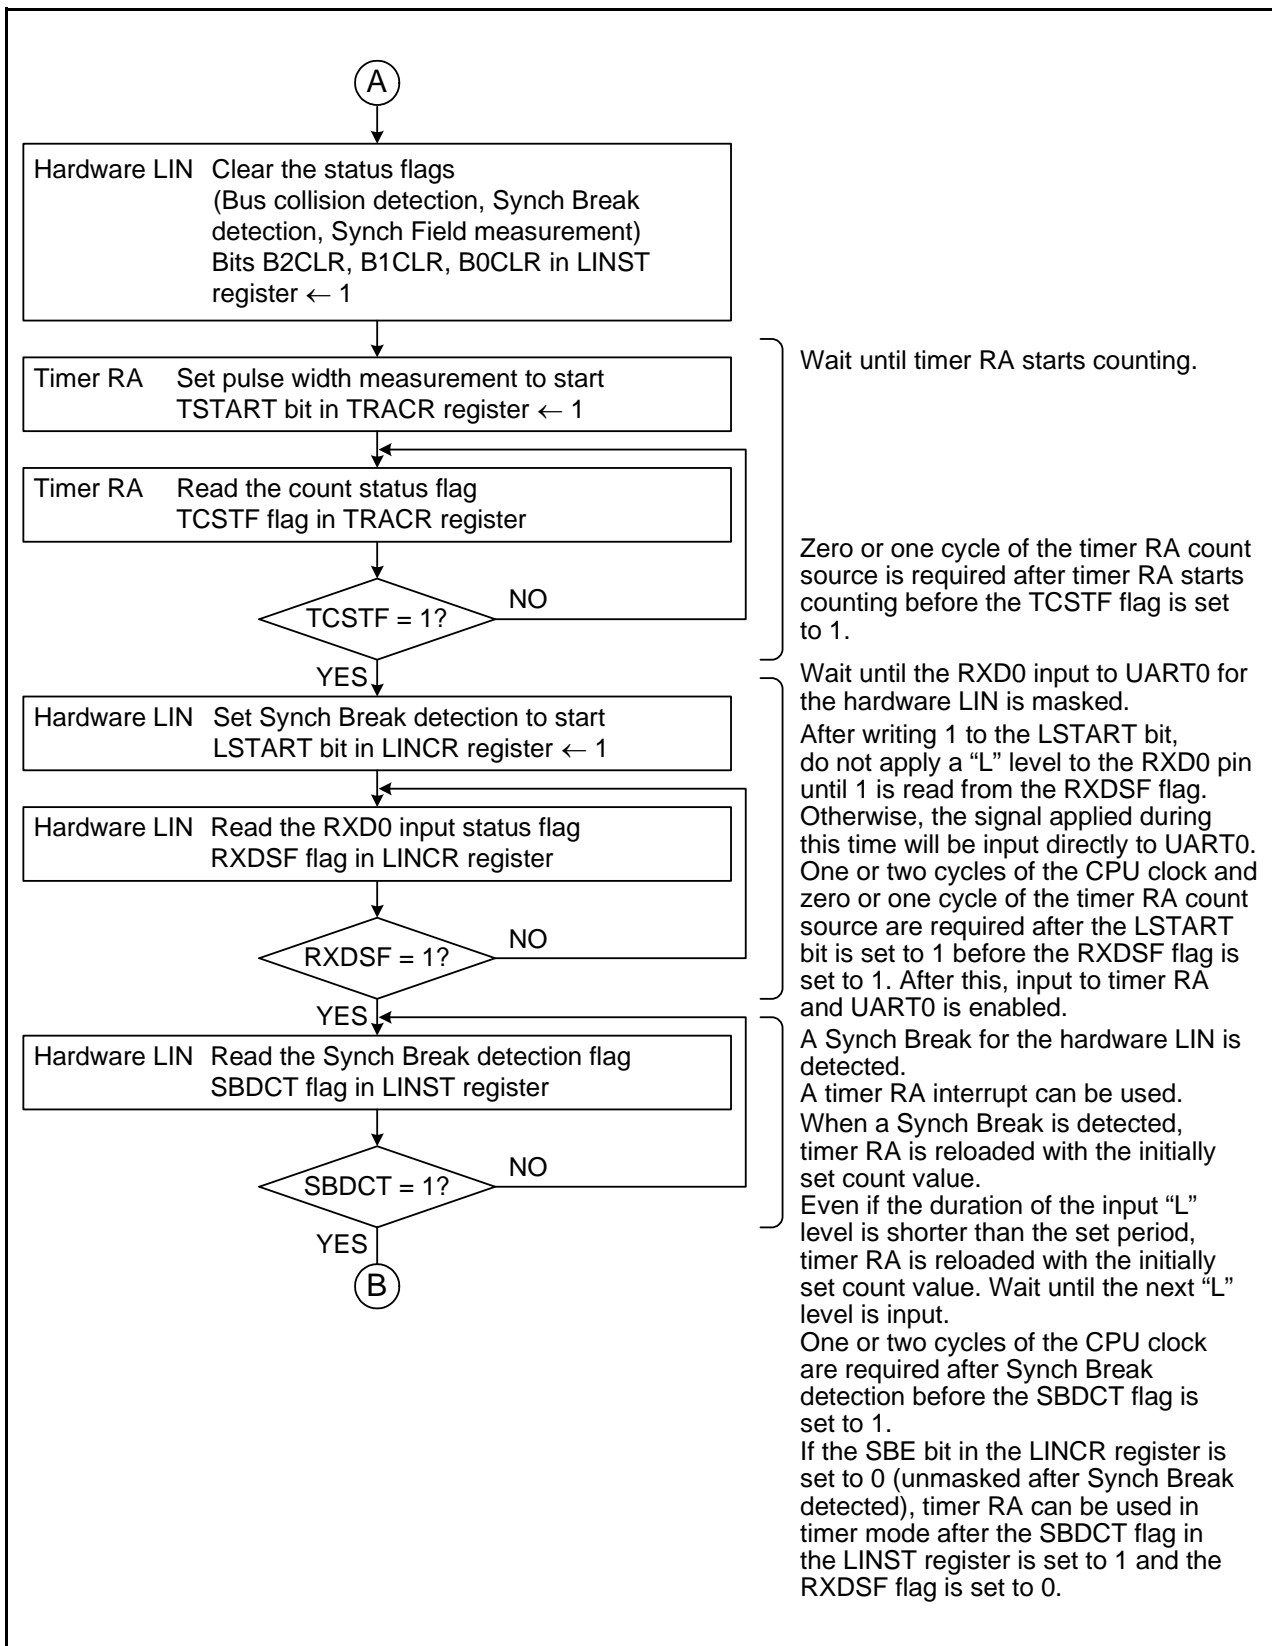 A
Hardware LIN Clear the status flags
(Bus collision detection, Synch Break
detection, Synch Field measurement)
Bits B2CLR, B1CLR, B0CLR in LINST
register ← 1
Timer RA Set pulse width measurement to start
TSTART bit in TRACR register ← 1
Timer RA Read the count status flag
TCSTF flag in TRACR register
TCSTF = 1?
NO
YES
Hardware LIN Set Synch Break detection to start
LSTART bit in LINCR register ← 1
Hardware LIN Read the RXD0 input status flag
RXDSF flag in LINCR register
RXDSF = 1?
NO
YES
Hardware LIN Read the Synch Break detection flag
SBDCT flag in LINST register
SBDCT = 1?
NO
YES
B
Wait until timer RA starts counting.
Zero or one cycle of the timer RA count
source is required after timer RA starts
counting before the TCSTF flag is set
to 1.
Wait until the RXD0 input to UART0 for
the hardware LIN is masked.
After writing 1 to the LSTART bit,
do not apply a “L” level to the RXD0 pin
until 1 is read from the RXDSF flag.
Otherwise, the signal applied during
this time will be input directly to UART0.
One or two cycles of the CPU clock and
zero or one cycle of the timer RA count
source are required after the LSTART
bit is set to 1 before the RXDSF flag is
set to 1. After this, input to timer RA
and UART0 is enabled.
A Synch Break for the hardware LIN is
detected.
A timer RA interrupt can be used.
When a Synch Break is detected,
timer RA is reloaded with the initially
set count value.
Even if the duration of the input “L”
level is shorter than the set period,
timer RA is reloaded with the initially
set count value. Wait until the next “L”
level is input.
One or two cycles of the CPU clock
are required after Synch Break
detection before the SBDCT flag is
set to 1.
If the SBE bit in the LINCR register is
set to 0 (unmasked after Synch Break
detected), timer RA can be used in
timer mode after the SBDCT flag in
the LINST register is set to 1 and the
RXDSF flag is set to 0.